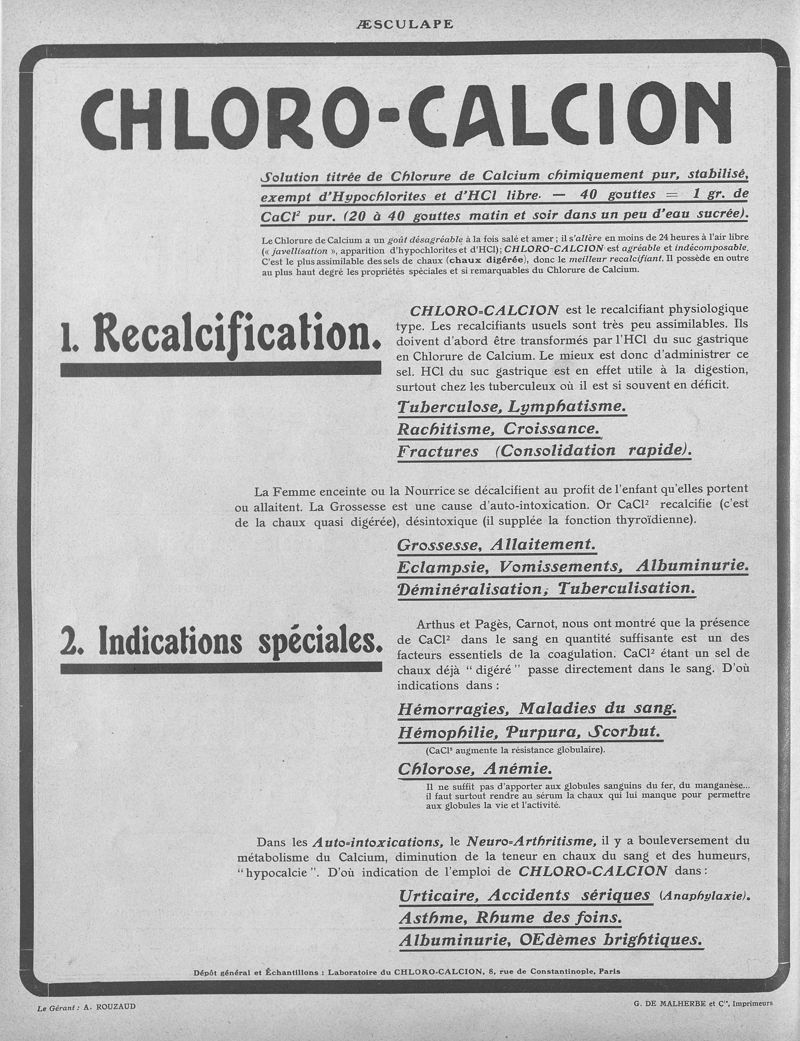 ÆSCULAPE
CHLORO-CALCION
Solution titrée de Chlorure de Calcium chimiquement pur, stabilisé,
exempt d'Hypochlorites et d'HCl libre. — 40 gouttes = 1 gr. de
CaCl² pur. (20 à 40 gouttes matin et soir dans un peu d'eau sucrée).
Le Chlorure de Calcium a un goût désagréable à la fois salé et amer ; il s'altère en moins de 24 heures à l'air libre
(« javellisation », apparition d'hypochlorites et d'HCl) ; CHLORO-CALCION est agréable et indécomposable.
C'est le plus assimilable des sels de chaux (chaux digérée), donc le meilleur recalcifiant. Il possède en outre
au plus haut degré les propriétés spéciales et si remarquables du Chlorure de Calcium.
1. Recalcification.
CHLORO-CALCION est le recalcifiant physiologique
type. Les recalcifiants usuels sont très peu assimilables. Ils
doivent d'abord être transformés par l'HCl du suc gastrique
en Chlorure de Calcium. Le mieux est donc d'administrer ce
sel. HCl du suc gastrique est en effet utile à la digestion,
surtout chez les tuberculeux où il est si souvent en déficit.
Tuberculose, Lymphatisme.
Rachitisme, Croissance.
Fractures (Consolidation rapide).
La Femme enceinte ou la Nourrice se décalcifient au profit de l'enfant qu'elles portent
ou allaitent. La Grossesse est une cause d'auto-intoxication. Or CaCl² recalcifie (c'est
de la chaux quasi digérée), désintoxique (il supplée la fonction thyroïdienne).
Grossesse, Allaitement.
Eclampsie, Vomissements, Albuminurie.
Déminéralisation, Tuberculisation.
2. Indications spéciales.
Arthus et Pagès, Carnot, nous ont montré que la présence
de CaCl² dans le sang en quantité suffisante est un des
facteurs essentiels de la coagulation. CaCl² étant un sel de
chaux déjà "digéré" passe directement dans le sang. D'où
indications dans :
Hémorragies, Maladies du sang.
Hémophilie, Purpura, Scorbut.
(CaCl² augmente la résistance globulaire).
Chlorose, Anémie.
Il ne suffit pas d'apporter aux globules sanguins du fer, du manganèse...
il faut surtout rendre au sérum la chaux qui lui manque pour permettre
aux globules la vie et l'activité.
Dans les Auto-intoxications, le Neuro-Arthritisme, il y a bouleversement du
métabolisme du Calcium, diminution de la teneur en chaux du sang et des humeurs,
"hypocalcie". D'où indication de l'emploi de CHLORO-CALCION dans :
Urticaire, Accidents sériques (Anaphylaxie).
Asthme, Rhume des foins.
Albuminurie, OEdèmes brightiques.
Dépôt général et Échantillons : Laboratoire du CHLORO-CALCION, 8, rue de Constantinople, Paris
Le Gérant : A. ROUZAUD
G. DE MALHERBE et Cie, Imprimeurs